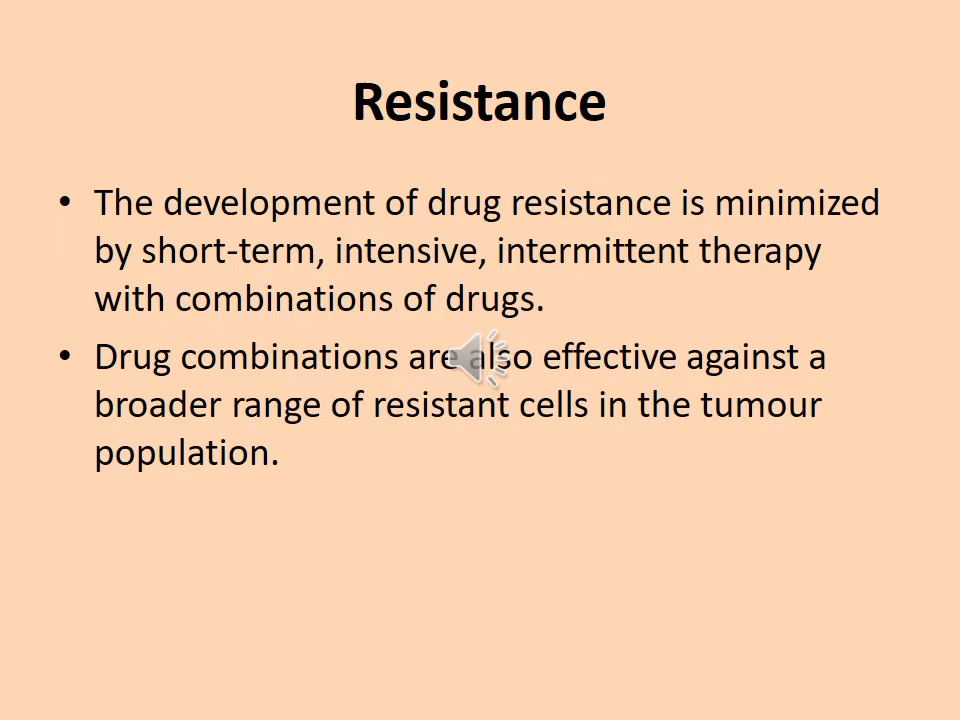 Resistance
• The development of drug resistance is minimized
by short-term, intensive, intermittent therapy
with combinations of drugs.
• Drug combinations are also effective against a
broader range of resistant cells in the tumour
population.